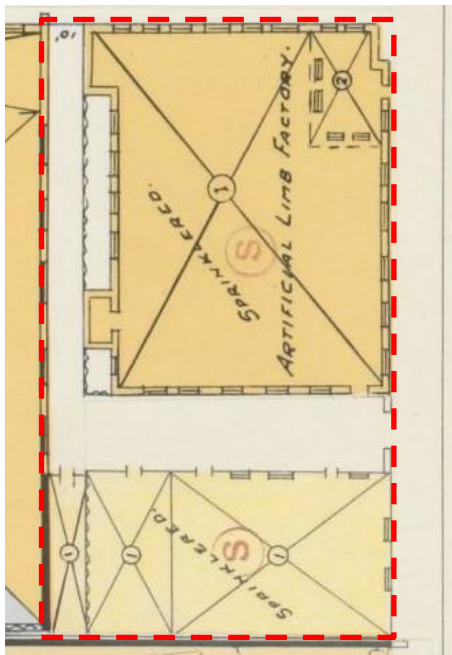 10'
2
1
SPRINKLERED.
S
ARTIFICIAL LIMB FACTORY.
1
1
1
S
SPRINKLERED.